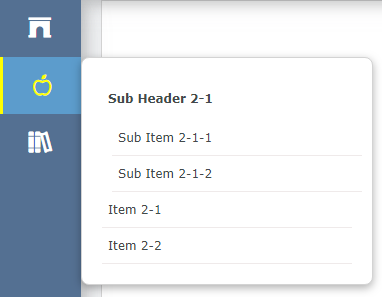 Sub Header 2-1
Sub Item 2-1-1
Sub Item 2-1-2
Item 2-1
Item 2-2